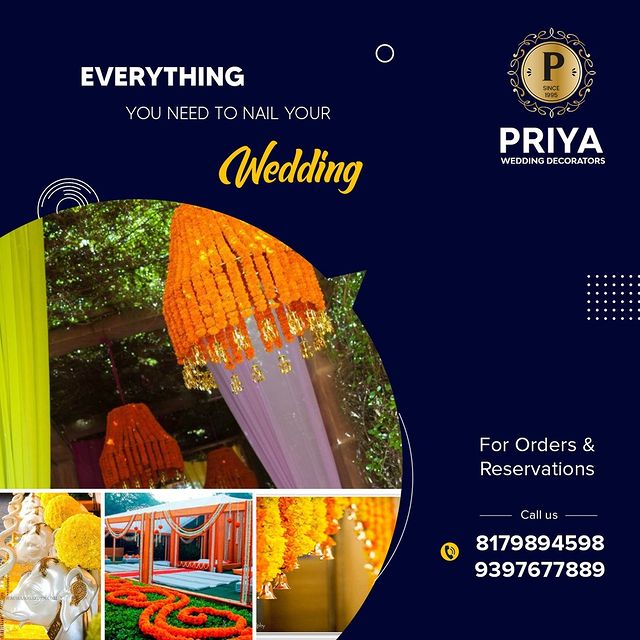 EVERYTHING
YOU NEED TO NAIL YOUR
Wedding
P
SINCE
1995
PRIYA
WEDDING DECORATORS
For Orders &
Reservations
Call us
8179894598
9397677889